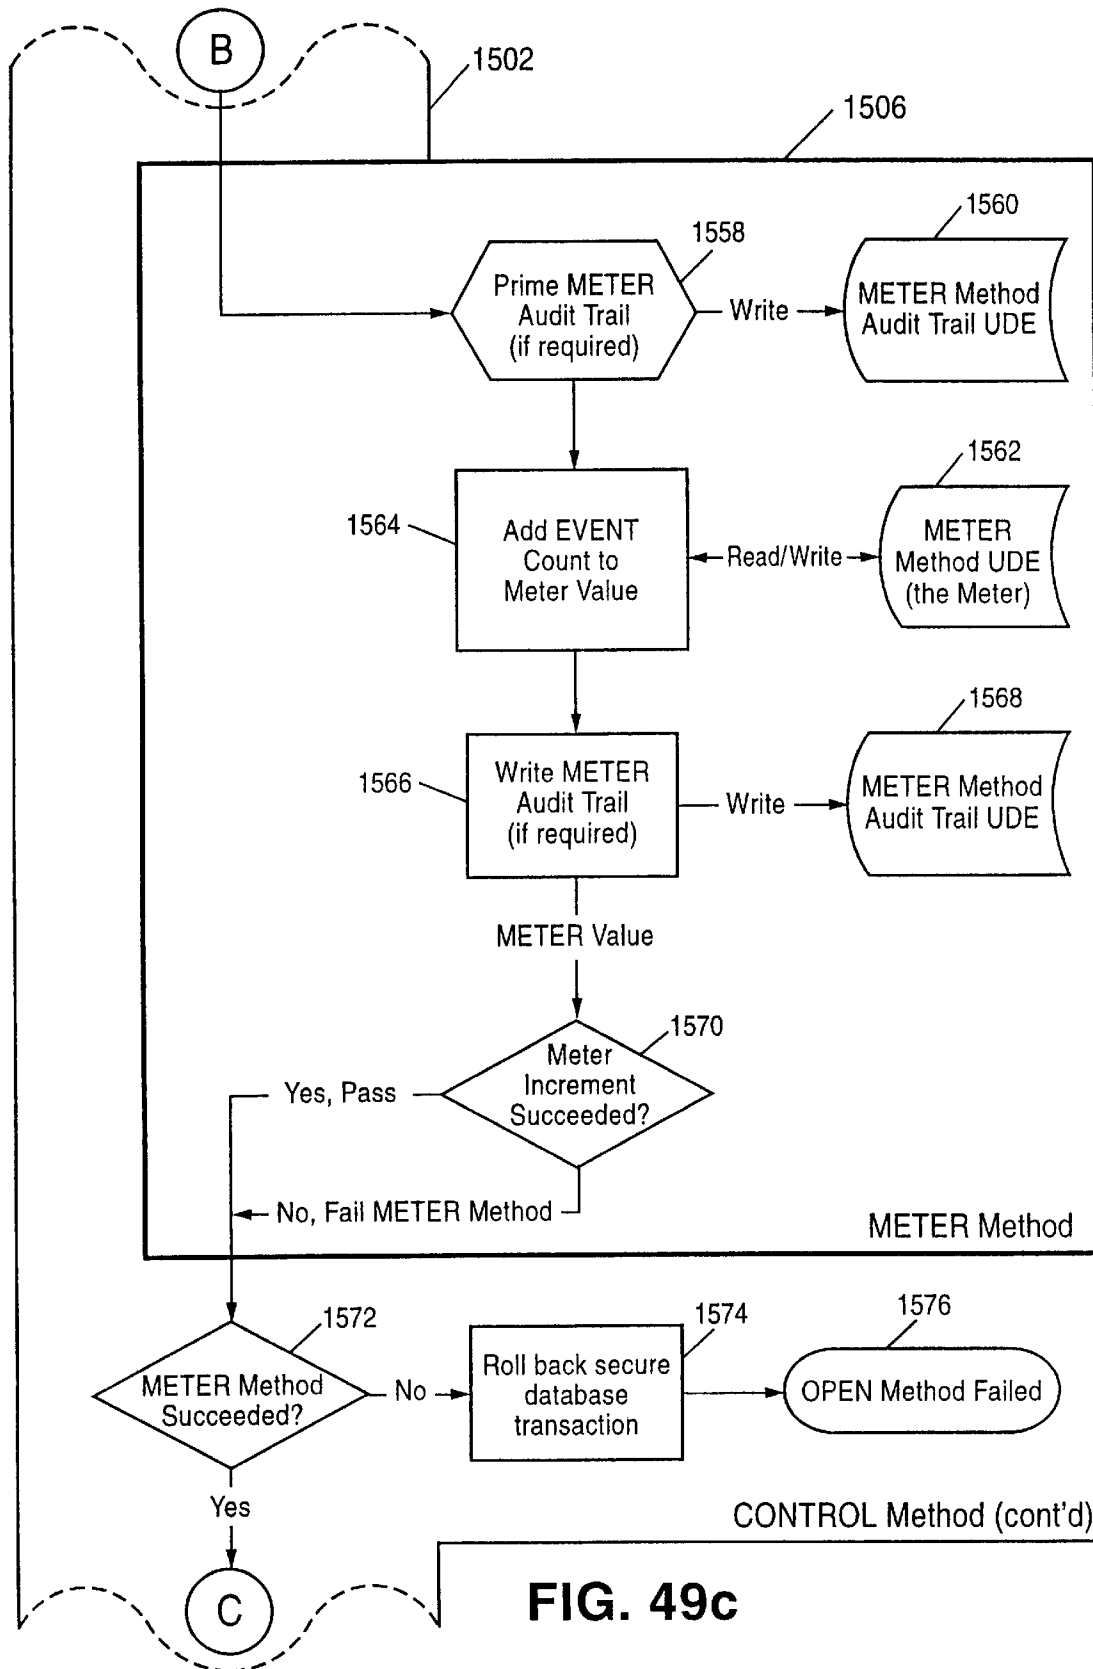 B
1502
1506
1560
1558
Prime METER
Audit Trail
(if required)
Write
METER Method
Audit Trail UDE
1562
1564
Add EVENT
Count to
Meter Value
Read/Write
METER
Method UDE
(the Meter)
1568
1566
Write METER
Audit Trail
(if required)
Write
METER Method
Audit Trail UDE
METER Value
1570
Meter
Increment
Succeeded?
Yes, Pass
No, Fail METER Method
METER Method
1572
METER Method
Succeeded?
No
1574
Roll back secure
database
transaction
1576
OPEN Method Failed
Yes
CONTROL Method (cont'd)
C
FIG. 49c